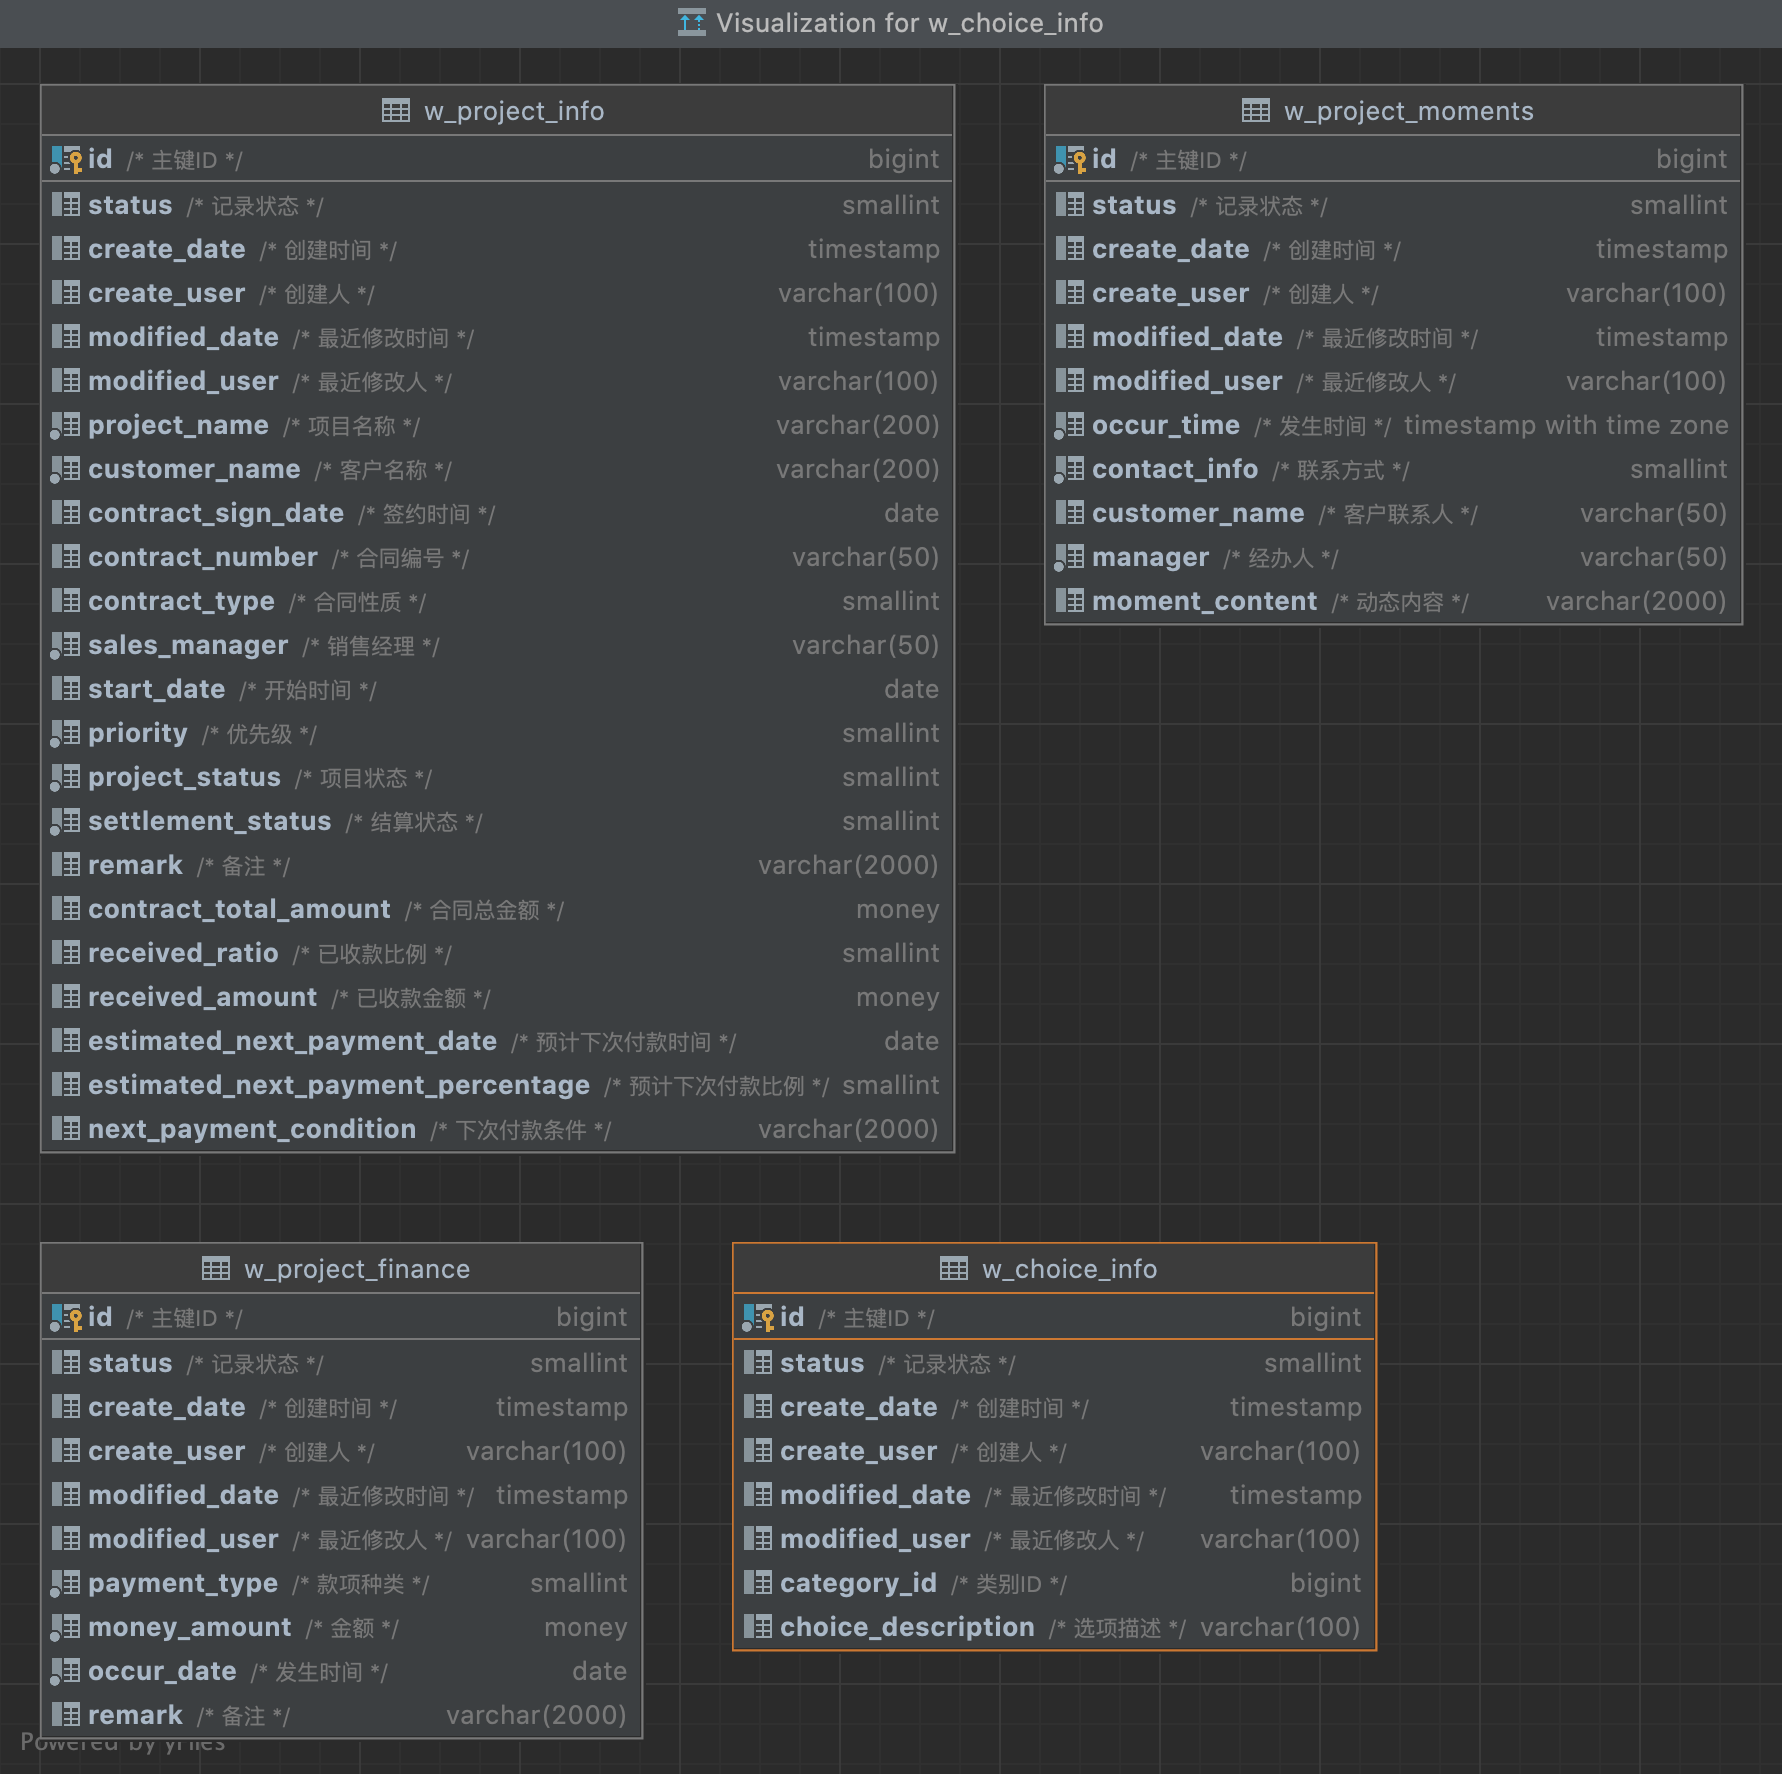 Visualization for w_choice_info
w_project_info
id /* 主键ID */ bigint
status /* 记录状态 */ smallint
create_date /* 创建时间 */ timestamp
create_user /* 创建人 */ varchar(100)
modified_date /* 最近修改时间 */ timestamp
modified_user /* 最近修改人 */ varchar(100)
project_name /* 项目名称 */ varchar(200)
customer_name /* 客户名称 */ varchar(200)
contract_sign_date /* 签约时间 */ date
contract_number /* 合同编号 */ varchar(50)
contract_type /* 合同性质 */ smallint
sales_manager /* 销售经理 */ varchar(50)
start_date /* 开始时间 */ date
priority /* 优先级 */ smallint
project_status /* 项目状态 */ smallint
settlement_status /* 结算状态 */ smallint
remark /* 备注 */ varchar(2000)
contract_total_amount /* 合同总金额 */ money
received_ratio /* 已收款比例 */ smallint
received_amount /* 已收款金额 */ money
estimated_next_payment_date /* 预计下次付款时间 */ date
estimated_next_payment_percentage /* 预计下次付款比例 */ smallint
next_payment_condition /* 下次付款条件 */ varchar(2000)
w_project_moments
id /* 主键ID */ bigint
status /* 记录状态 */ smallint
create_date /* 创建时间 */ timestamp
create_user /* 创建人 */ varchar(100)
modified_date /* 最近修改时间 */ timestamp
modified_user /* 最近修改人 */ varchar(100)
occur_time /* 发生时间 */ timestamp with time zone
contact_info /* 联系方式 */ smallint
customer_name /* 客户联系人 */ varchar(50)
manager /* 经办人 */ varchar(50)
moment_content /* 动态内容 */ varchar(2000)
w_project_finance
id /* 主键ID */ bigint
status /* 记录状态 */ smallint
create_date /* 创建时间 */ timestamp
create_user /* 创建人 */ varchar(100)
modified_date /* 最近修改时间 */ timestamp
modified_user /* 最近修改人 */ varchar(100)
payment_type /* 款项种类 */ smallint
money_amount /* 金额 */ money
occur_date /* 发生时间 */ date
remark /* 备注 */ varchar(2000)
w_choice_info
id /* 主键ID */ bigint
status /* 记录状态 */ smallint
create_date /* 创建时间 */ timestamp
create_user /* 创建人 */ varchar(100)
modified_date /* 最近修改时间 */ timestamp
modified_user /* 最近修改人 */ varchar(100)
category_id /* 类别ID */ bigint
choice_description /* 选项描述 */ varchar(100)
Powered by yFiles